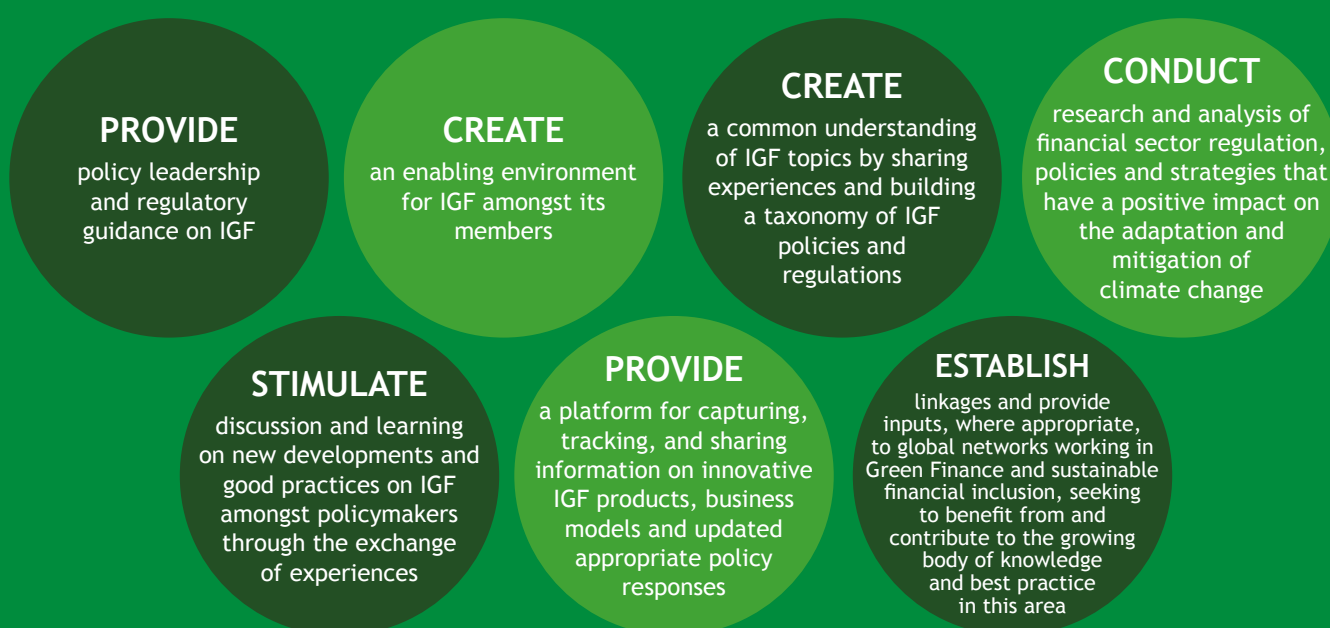 PROVIDE
policy leadership
and regulatory
guidance on IGF
CREATE
an enabling environment
for IGF amongst its
members
CREATE
a common understanding
of IGF topics by sharing
experiences and building
a taxonomy of IGF
policies and
regulations
CONDUCT
research and analysis of
financial sector regulation,
policies and strategies that
have a positive impact on
the adaptation and
mitigation of
climate change
STIMULATE
discussion and learning
on new developments and
good practices on IGF
amongst policymakers
through the exchange
of experiences
PROVIDE
a platform for capturing,
tracking, and sharing
information on innovative
IGF products, business
models and updated
appropriate policy
responses
ESTABLISH
linkages and provide
inputs, where appropriate,
to global networks working in
Green Finance and sustainable
financial inclusion, seeking
to benefit from and
contribute to the growing
body of knowledge
and best practice
in this area